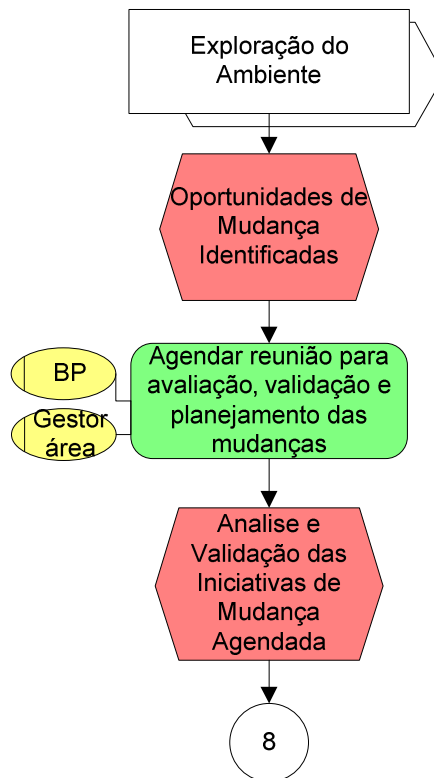 Exploração do
Ambiente
Oportunidades de
Mudança
Identificadas
BP
Gestor
área
Agendar reunião para
avaliação, validação e
planejamento das
mudanças
Analise e
Validação das
Iniciativas de
Mudança
Agendada
8